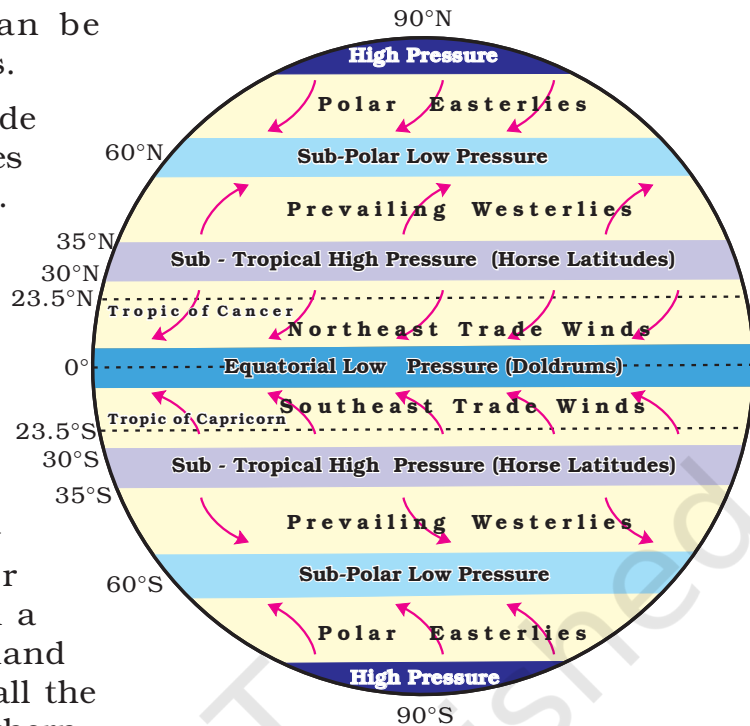 an be
s.
de
es
.
90°N
High Pressure
Polar Easterlies
60°N
Sub-Polar Low Pressure
Prevailing Westerlies
35°N
Sub - Tropical High Pressure (Horse Latitudes)
30°N
23.5°N
Tropic of Cancer
Northeast Trade Winds
0°
Equatorial Low Pressure (Doldrums)
Southeast Trade Winds
Tropic of Capricorn
23.5°S
30°S
Sub - Tropical High Pressure (Horse Latitudes)
35°S
Prevailing Westerlies
60°S
Sub-Polar Low Pressure
Polar Easterlies
High Pressure
90°S
r
a
and
all the
shed